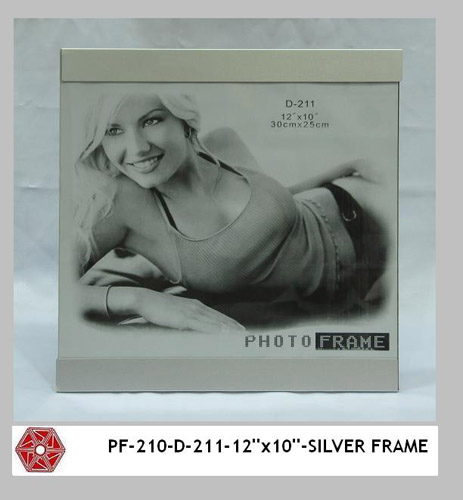 D-211
12"x10"
30cmx25cm
PHOTO FRAME
PF-210-D-211-12"x10"-SILVER FRAME